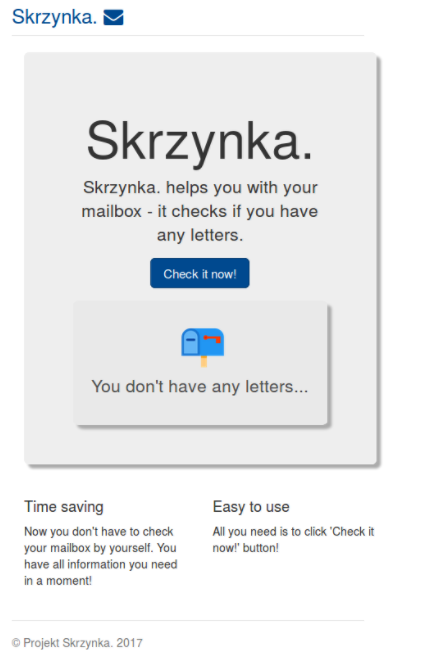 Skrzynka.
Skrzynka.
Skrzynka. helps you with your
mailbox - it checks if you have
any letters.
Check it now!
You don't have any letters...
Time saving
Now you don't have to check
your mailbox by yourself. You
have all information you need
in a moment!
Easy to use
All you need is to click 'Check it
now!' button!
© Projekt Skrzynka. 2017